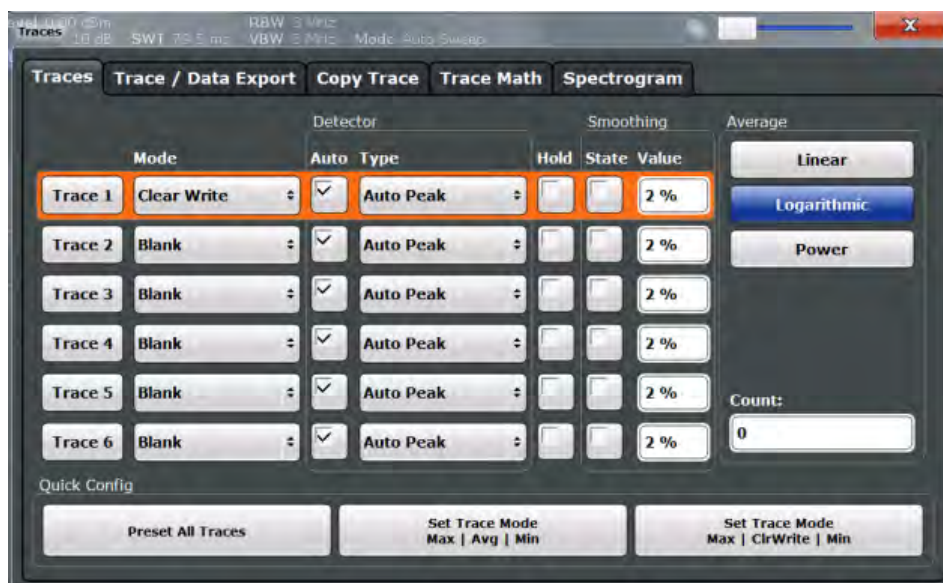 RBW 3 MHz
Traces 10 dB SWT VBW 3 MHz Mode Auto Sweep
X
Traces Trace / Data Export Copy Trace Trace Math Spectrogram
Detector Smoothing Average
Mode Auto Type Hold State Value
Linear
Trace 1 Clear Write Auto Peak 2 %
Logarithmic
Trace 2 Blank Auto Peak 2 %
Power
Trace 3 Blank Auto Peak 2 %
Trace 4 Blank Auto Peak 2 %
Trace 5 Blank Auto Peak 2 %
Count:
Trace 6 Blank Auto Peak 2 %
0
Quick Config
Preset All Traces
Set Trace Mode
Max | Avg | Min
Set Trace Mode
Max | ClrWrite | Min